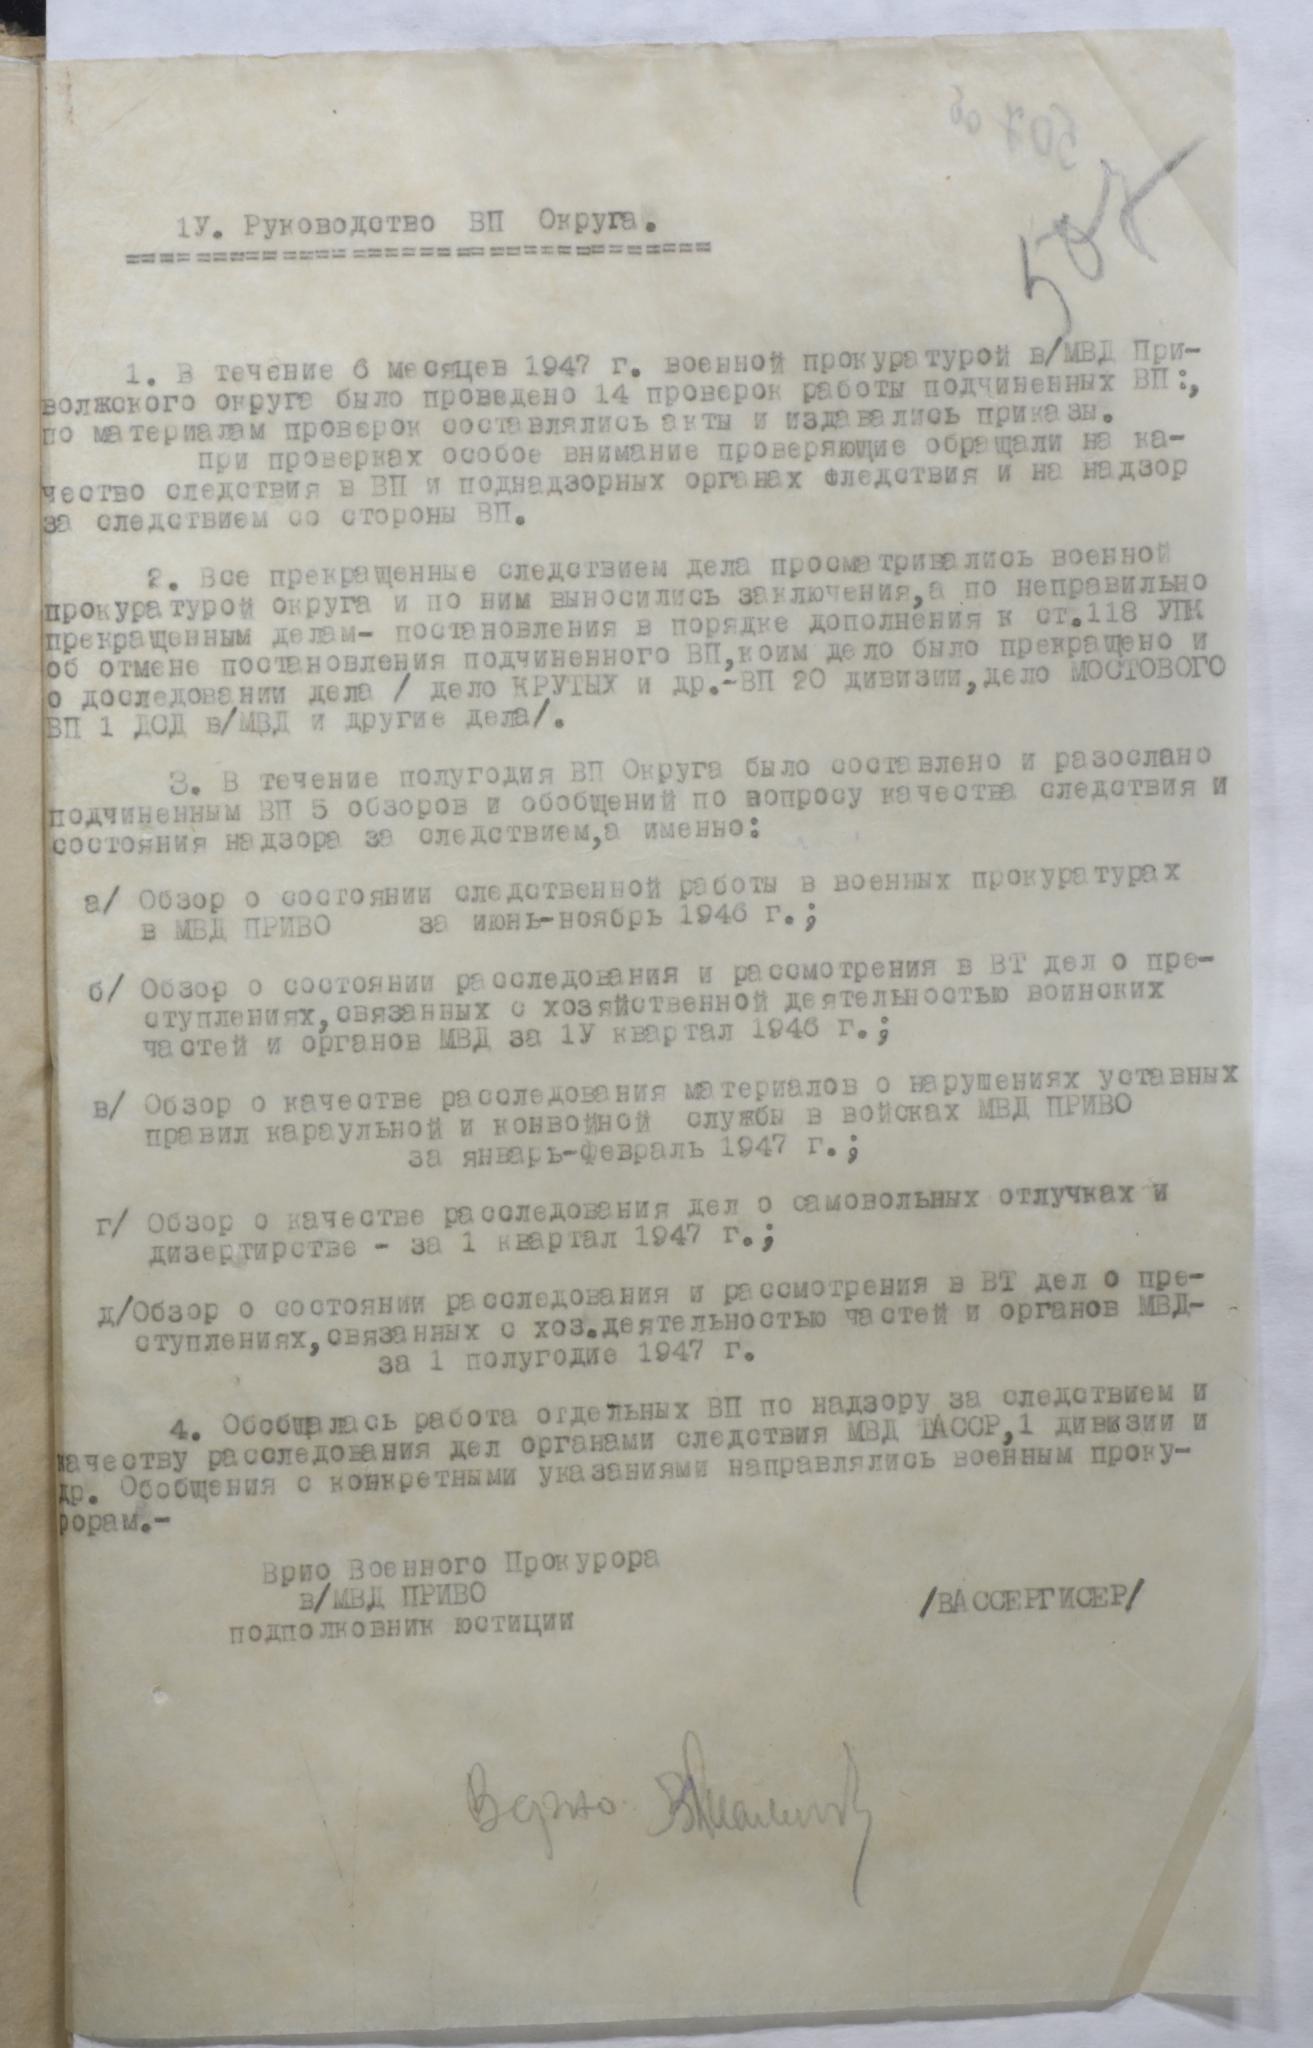 507
1У. Руководство ВП Округа.
==================================
1. В течение 6 месяцев 1947 г. военной прокуратурой в/МВД При-
волжского округа было проведено 14 проверок работы подчиненных ВП:,
по материалам проверок составлялись акты и издавались приказы.
При проверках особое внимание проверяющие обращали на ка-
чество следствия в ВП и поднадзорных органах следствия и на надзор
за следствием со стороны ВП.
2. Все прекращенные следствием дела просматривались военной
прокуратурой округа и по ним выносились заключения,а по неправильно
прекращенным делам- постановления в порядке дополнения к ст.118 УПК
об отмене постановления подчиненного ВП,коим дело было прекращено и
о доследовании дела / дело КРУТЫХ и др.-ВП 20 дивизии,дело МОСТОВОГО
ВП 1 ДСД в/МВД и другие дела/.
3. В течение полугодия ВП Округа было составлено и разослано
подчиненным ВП 5 обзоров и обобщений по вопросу качества следствия и
состояния надзора за следствием,а именно:
а/ Обзор о состоянии следственной работы в военных прокуратурах
в МВД ПРИВО за июнь-ноябрь 1946 г.;
б/ Обзор о состоянии расследования и рассмотрения в ВТ дел о пре-
ступлениях,связанных с хозяйственной деятельностью воинских
частей и органов МВД за 1У квартал 1946 г.;
в/ Обзор о качестве расследования материалов о нарушениях уставных
правил караульной и конвойной службы в войсках МВД ПРИВО
за январь-февраль 1947 г.;
г/ Обзор о качестве расследования дел о самовольных отлучках и
дизертирстве - за 1 квартал 1947 г.;
д/Обзор о состоянии расследования и рассмотрения в ВТ дел о пре-
ступлениях,связанных с хоз.деятельностью частей и органов МВД-
за 1 полугодие 1947 г.
4. Обобщалась работа отдельных ВП по надзору за следствием и
качеству расследования дел органами следствия МВД ТАССР,1 дивизии и
др. Обобщения с конкретными указаниями направлялись военным проку-
рорам.-
Врио Военного Прокурора
в/МВД ПРИВО
подполковник юстиции
/ВАССЕРГИСЕР/
Верно